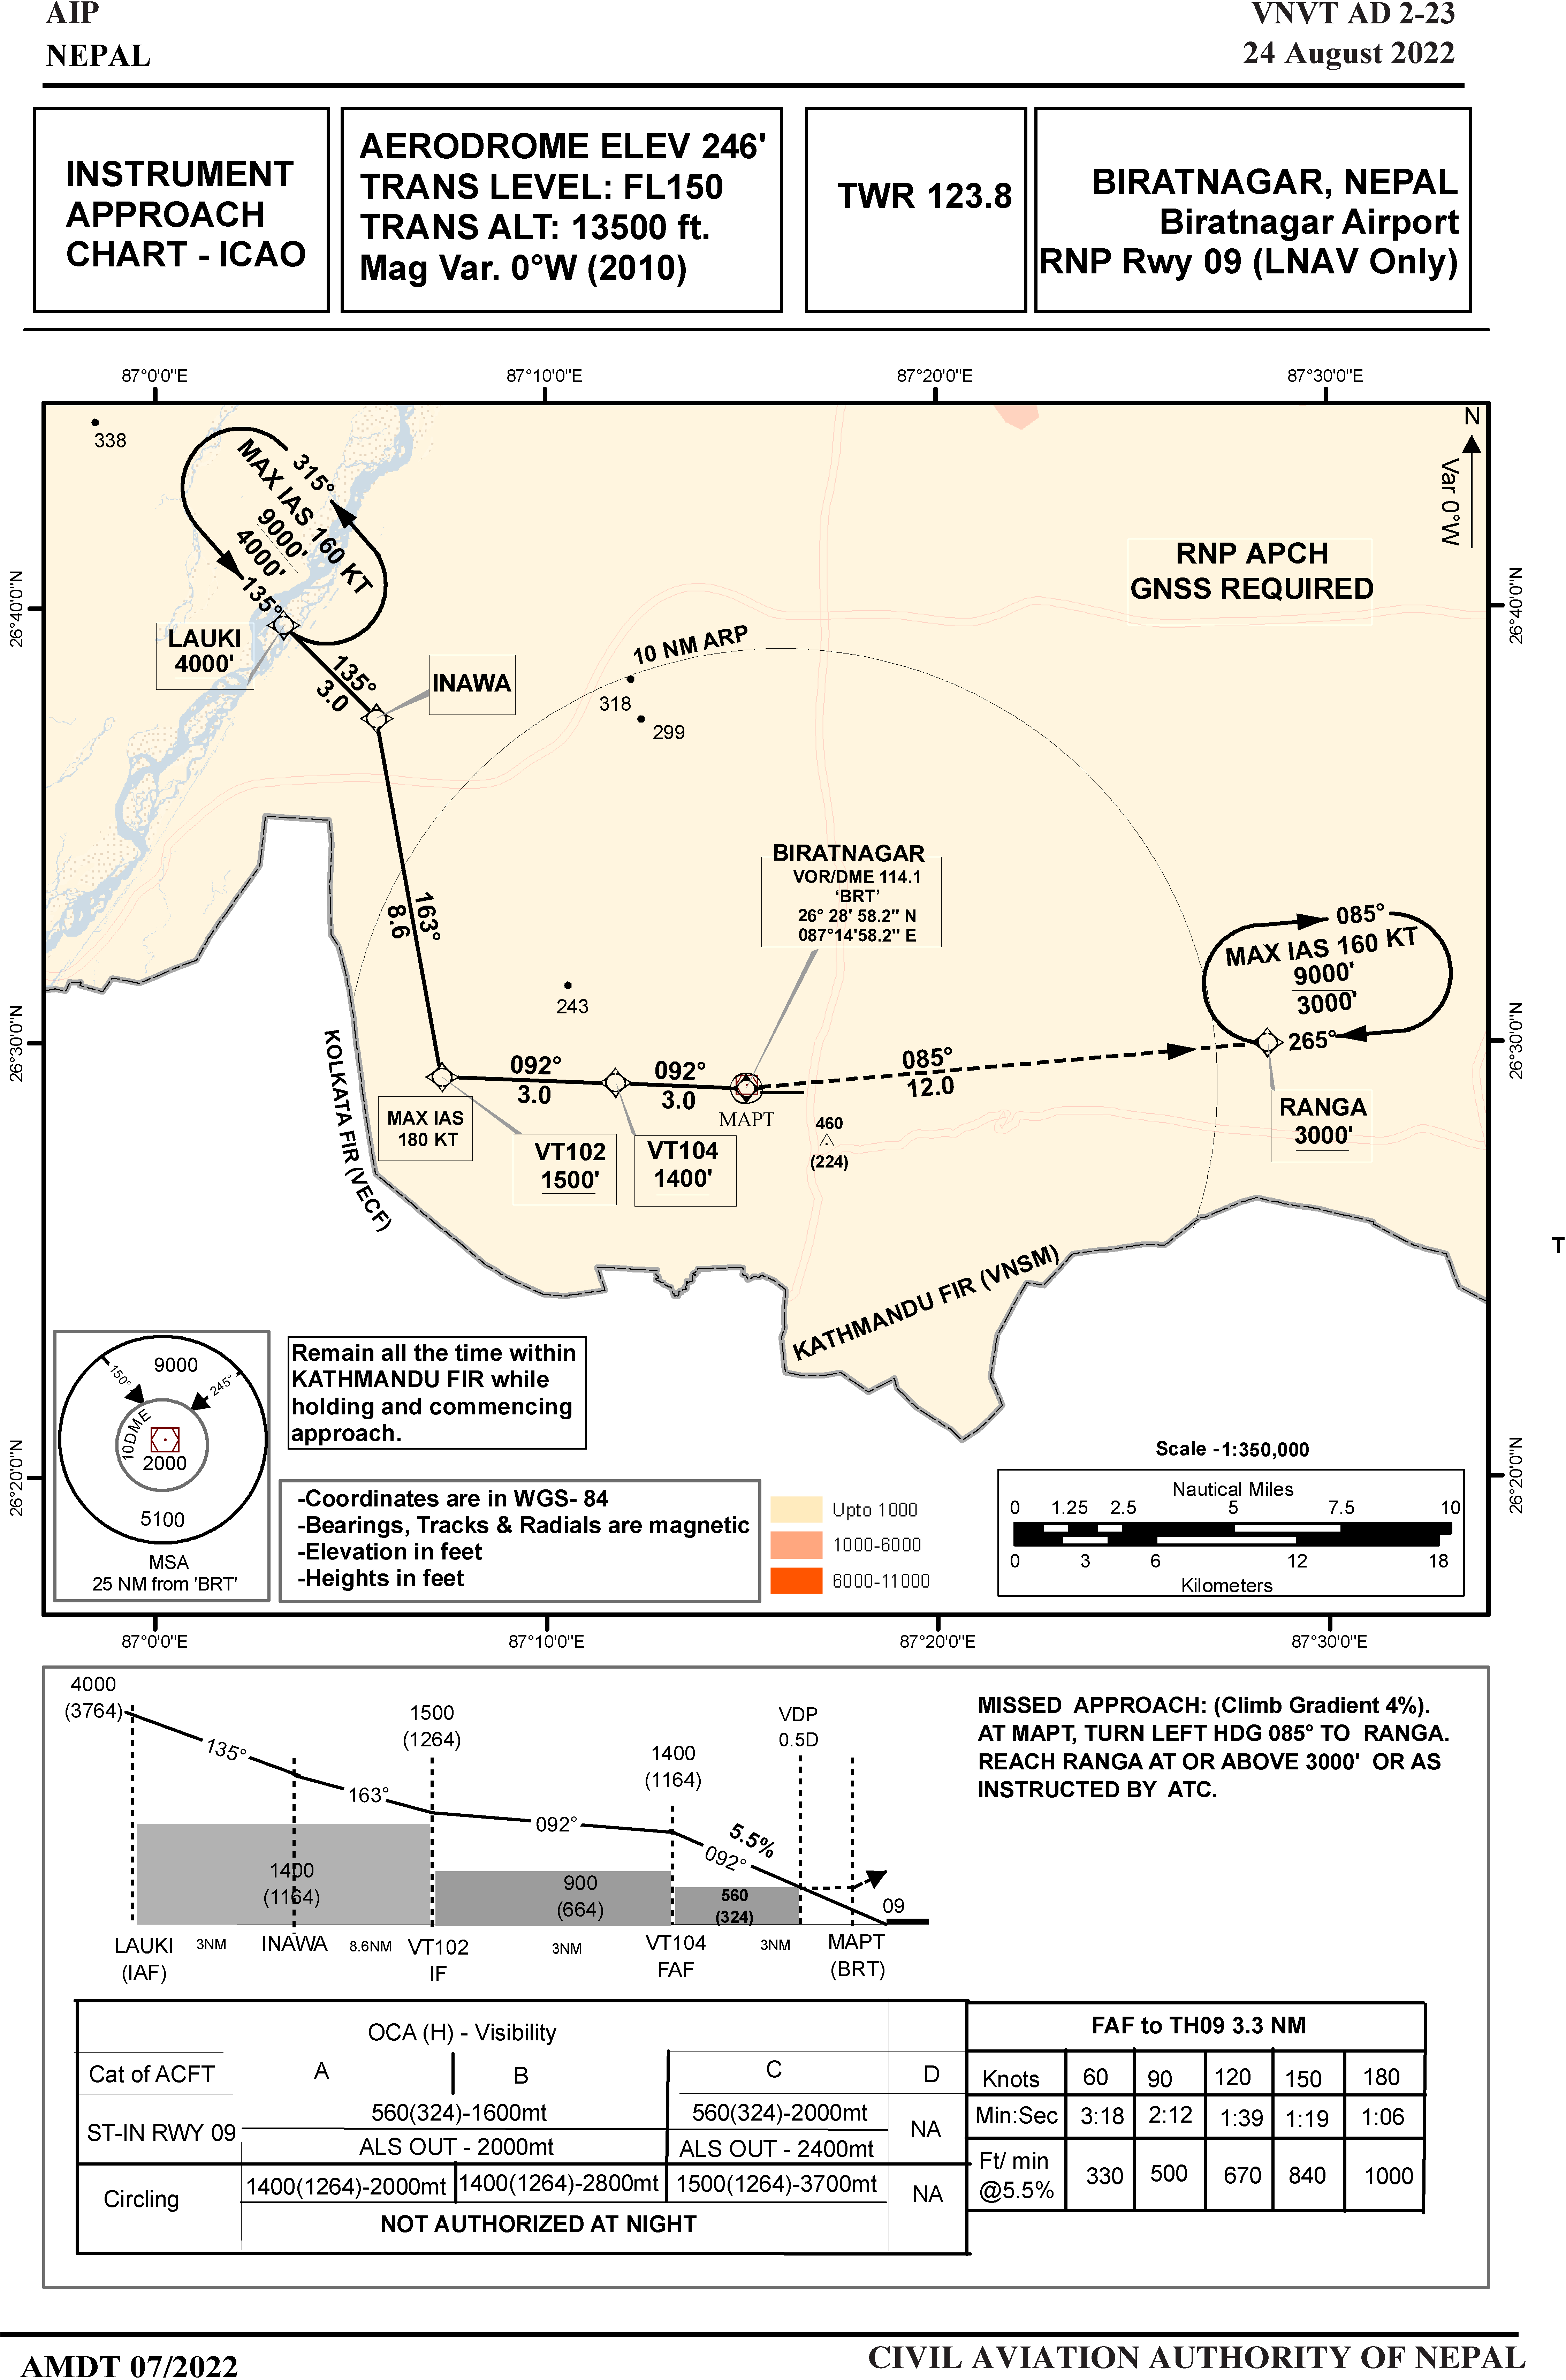 AIP
NEPAL
VNVT AD 2-23
24 August 2022
INSTRUMENT
APPROACH
CHART - ICAO
AERODROME ELEV 246'
TRANS LEVEL: FL150
TRANS ALT: 13500 ft.
Mag Var. 0°W (2010)
TWR 123.8
BIRATNAGAR, NEPAL
Biratnagar Airport
RNP Rwy 09 (LNAV Only)
87°0'0"E 87°10'0"E 87°20'0"E 87°30'0"E
N
Var 0°W
338
315°
MAX IAS 160 KT
9000'
4000'
135°
RNP APCH
GNSS REQUIRED
26°40'0"N
26°40'0"N
LAUKI
4000'
135°
3.0
INAWA
10 NM ARP
318
299
163°
8.6
BIRATNAGAR
VOR/DME 114.1
‘BRT’
26° 28' 58.2" N
087°14'58.2" E
085°
MAX IAS 160 KT
9000'
3000'
265°
243
26°30'0"N
26°30'0"N
KOLKATA FIR (VECF)
092°
3.0
092°
3.0
085°
12.0
MAX IAS
180 KT
MAPT
VT102
1500'
VT104
1400'
460
(224)
RANGA
3000'
T
KATHMANDU FIR (VNSM)
9000
150°
245°
10DME
2000
5100
MSA
25 NM from 'BRT'
Remain all the time within
KATHMANDU FIR while
holding and commencing
approach.
26°20'0"N
26°20'0"N
-Coordinates are in WGS- 84
-Bearings, Tracks & Radials are magnetic
-Elevation in feet
-Heights in feet
Upto 1000
1000-6000
6000-11000
Scale -1:350,000
Nautical Miles
0 1.25 2.5 5 7.5 10
0 3 6 12 18
Kilometers
87°0'0"E 87°10'0"E 87°20'0"E 87°30'0"E
4000
(3764)
135°
163°
1500
(1264)
092°
1400
(1164)
5.5%
092°
VDP
0.5D
MISSED APPROACH: (Climb Gradient 4%).
AT MAPT, TURN LEFT HDG 085° TO RANGA.
REACH RANGA AT OR ABOVE 3000' OR AS
INSTRUCTED BY ATC.
1400
(1164)
900
(664)
560
(324)
09
LAUKI
(IAF)
3NM
INAWA
8.6NM
VT102
IF
3NM
VT104
FAF
3NM
MAPT
(BRT)
OCA (H) - Visibility
Cat of ACFT A B C D
ST-IN RWY 09 560(324)-1600mt 560(324)-2000mt NA
ALS OUT - 2000mt ALS OUT - 2400mt
Circling 1400(1264)-2000mt 1400(1264)-2800mt 1500(1264)-3700mt NA
NOT AUTHORIZED AT NIGHT
FAF to TH09 3.3 NM
Knots 60 90 120 150 180
Min:Sec 3:18 2:12 1:39 1:19 1:06
Ft/ min
@5.5% 330 500 670 840 1000
AMDT 07/2022
CIVIL AVIATION AUTHORITY OF NEPAL